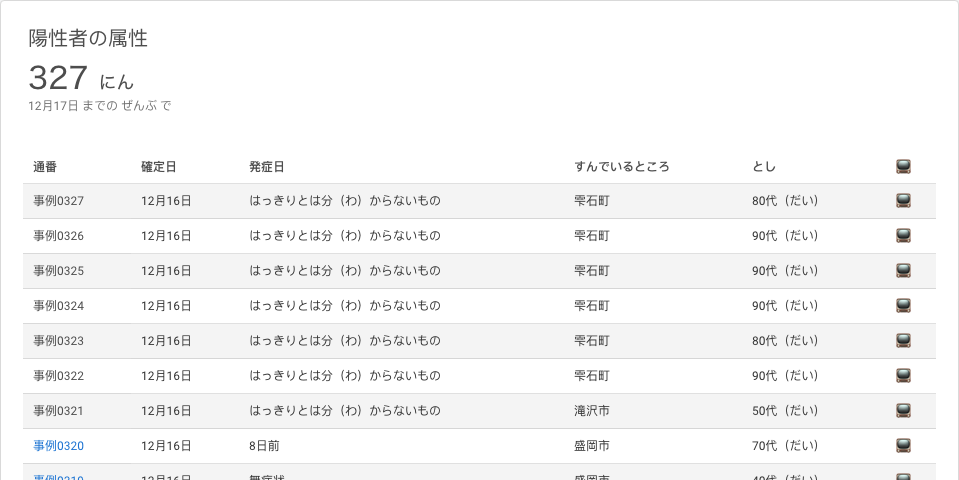 陽性者の属性
327 にん
12月17日 までの ぜんぶ で
通番 確定日 発症日 すんでいるところ とし
事例0327 12月16日 はっきりとは分（わ）からないもの 雫石町 80代（だい）
事例0326 12月16日 はっきりとは分（わ）からないもの 雫石町 90代（だい）
事例0325 12月16日 はっきりとは分（わ）からないもの 雫石町 90代（だい）
事例0324 12月16日 はっきりとは分（わ）からないもの 雫石町 90代（だい）
事例0323 12月16日 はっきりとは分（わ）からないもの 雫石町 80代（だい）
事例0322 12月16日 はっきりとは分（わ）からないもの 雫石町 90代（だい）
事例0321 12月16日 はっきりとは分（わ）からないもの 滝沢市 50代（だい）
事例0320 12月16日 8日前 盛岡市 70代（だい）
事例0319 12月16日 無症状 盛岡市 40代（だい）